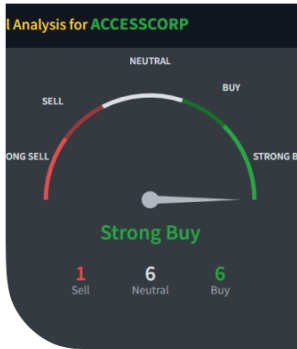 l Analysis for ACCESSCORP
NEUTRAL
SELL
BUY
ONG SELL
STRONG B
Strong Buy
1 6 6
Sell Neutral Buy